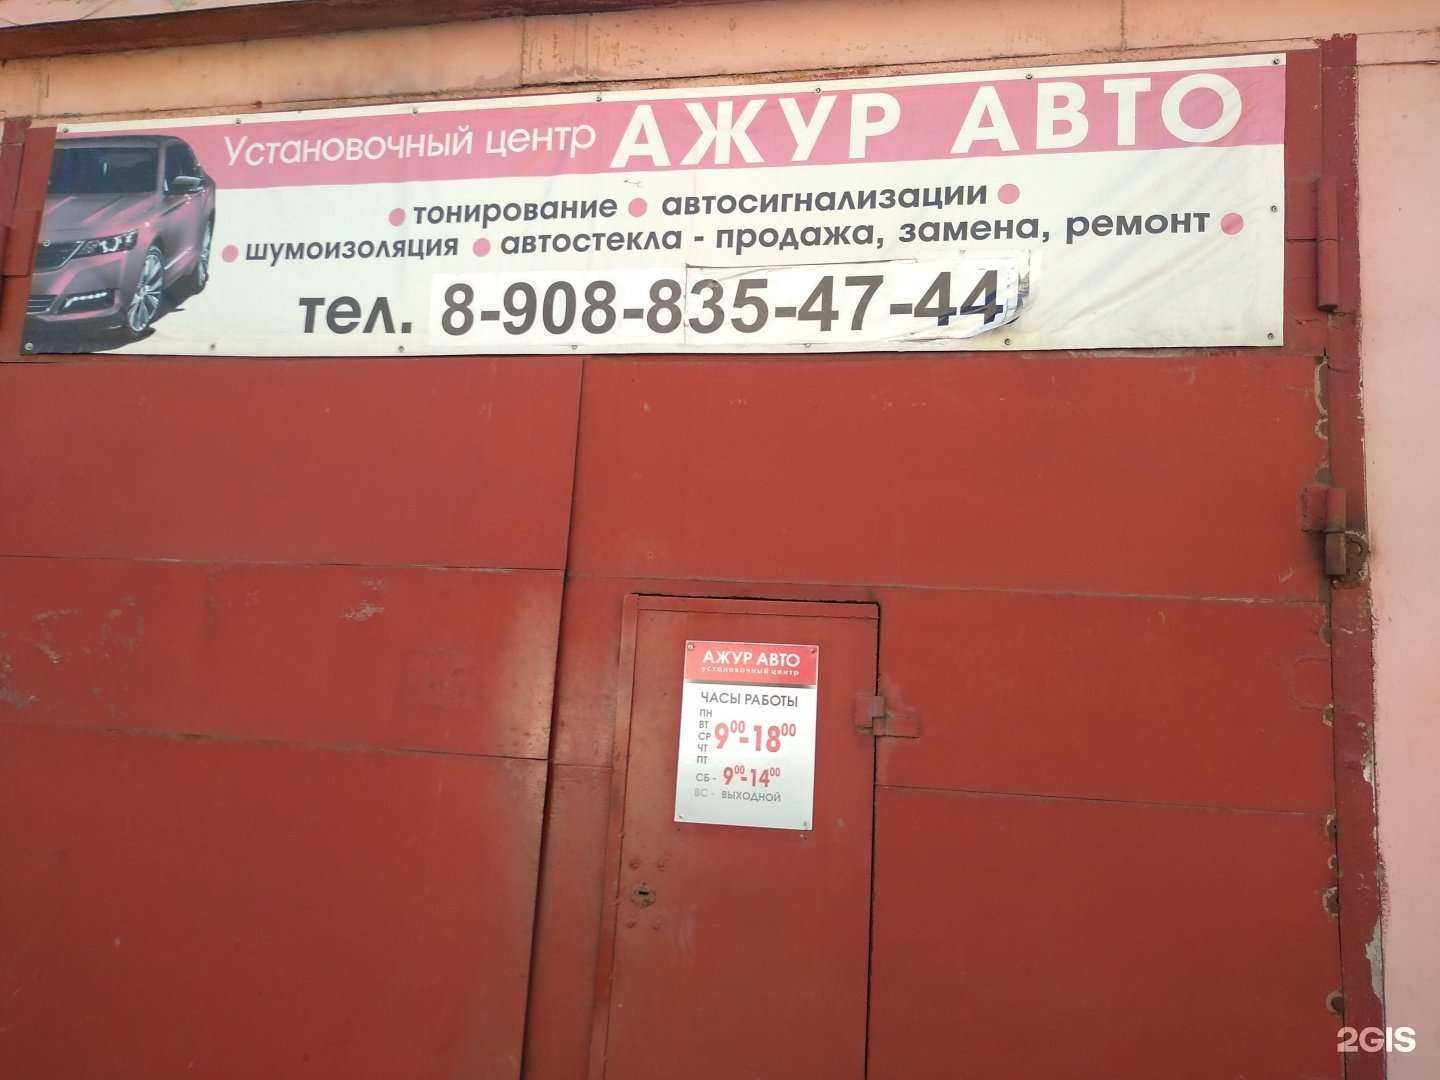 Установочный центр АЖУР АВТО
• тонирование • автосигнализации •
• шумоизоляция • автостекла - продажа, замена, ремонт •
тел. 8-908-835-47-44
АЖУР АВТО
установочный центр
ЧАСЫ РАБОТЫ
ПН
ВТ
СР 9⁰⁰-18⁰⁰
ЧТ
ПТ
СБ - 9⁰⁰-14⁰⁰
ВС - ВЫХОДНОЙ
2GIS